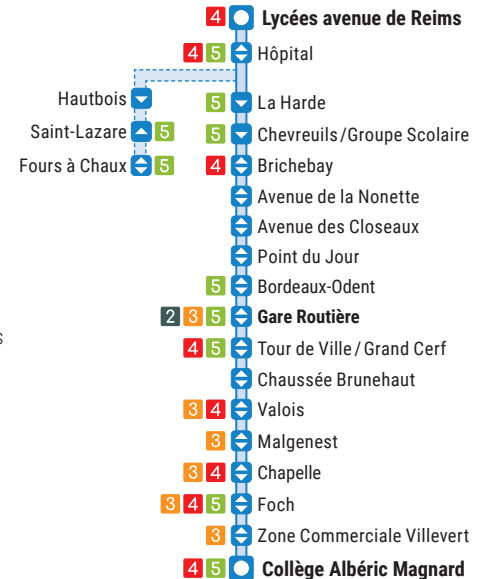 4 Lycées avenue de Reims
4 5 Hôpital
Hautbois 5 La Harde
Saint-Lazare 5 5 Chevreuils/Groupe Scolaire
Fours à Chaux 5 4 Brichebay
Avenue de la Nonette
Avenue des Closeaux
Point du Jour
5 Bordeaux-Odent
2 3 5 Gare Routière
s
4 5 Tour de Ville / Grand Cerf
Chaussée Brunehaut
3 4 Valois
3 Malgenest
3 4 Chapelle
3 4 5 Foch
3 Zone Commerciale Villevert
4 5 Collège Albéric Magnard